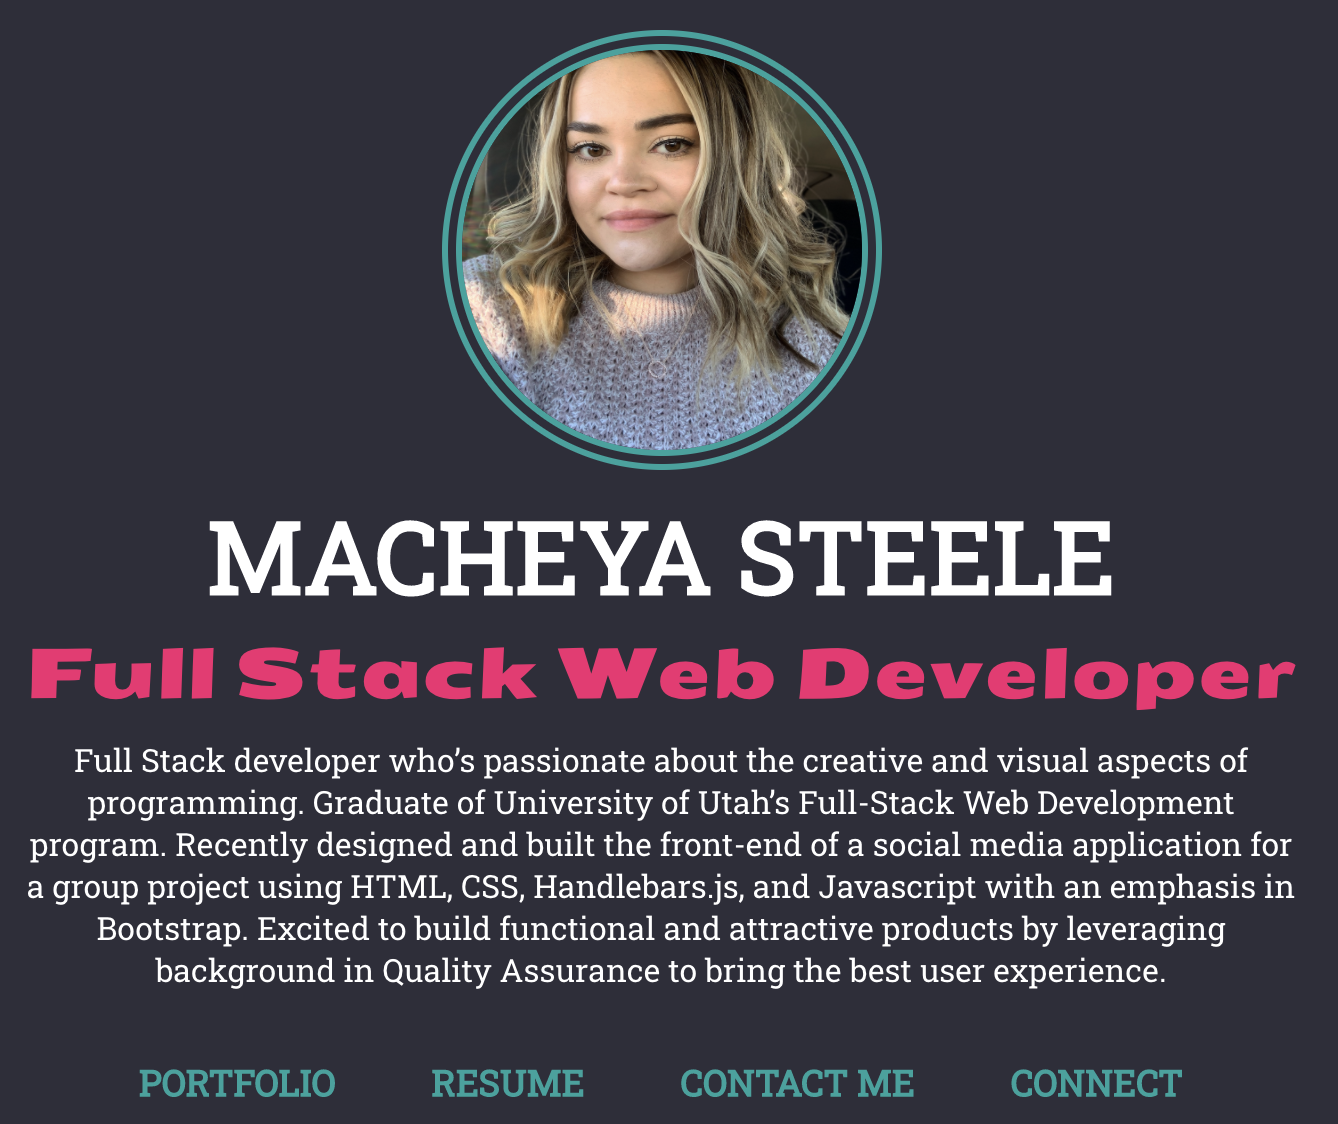 MACHEYA STEELE
Full Stack Web Developer
Full Stack developer who’s passionate about the creative and visual aspects of
programming. Graduate of University of Utah’s Full-Stack Web Development
program. Recently designed and built the front-end of a social media application for
a group project using HTML, CSS, Handlebars.js, and Javascript with an emphasis in
Bootstrap. Excited to build functional and attractive products by leveraging
background in Quality Assurance to bring the best user experience.
PORTFOLIO RESUME CONTACT ME CONNECT